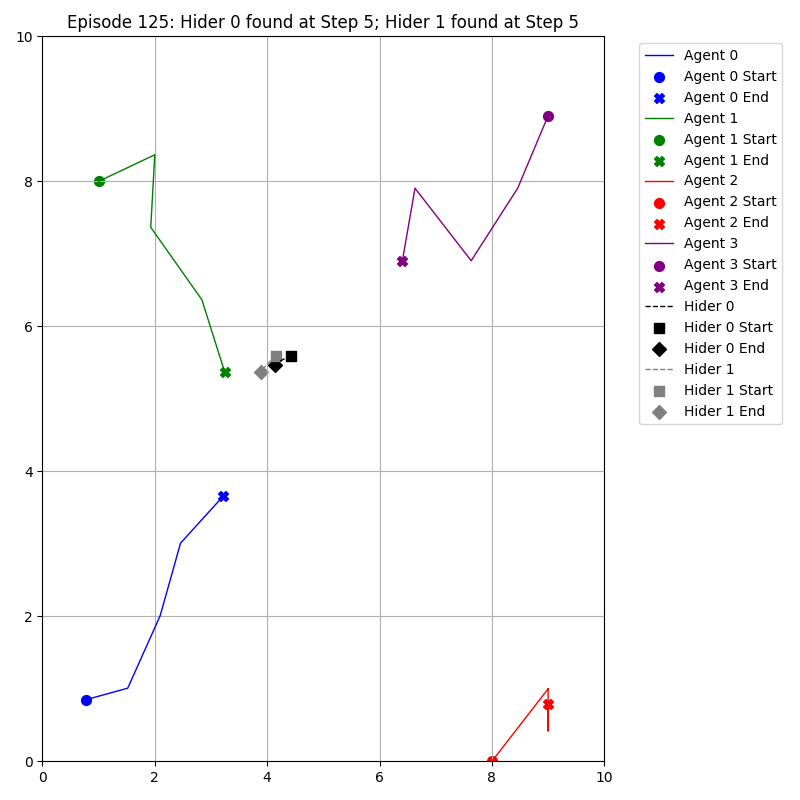 Episode 125: Hider 0 found at Step 5; Hider 1 found at Step 5
10
8
6
4
2
0
0 2 4 6 8 10
Agent 0
Agent 0 Start
Agent 0 End
Agent 1
Agent 1 Start
Agent 1 End
Agent 2
Agent 2 Start
Agent 2 End
Agent 3
Agent 3 Start
Agent 3 End
Hider 0
Hider 0 Start
Hider 0 End
Hider 1
Hider 1 Start
Hider 1 End